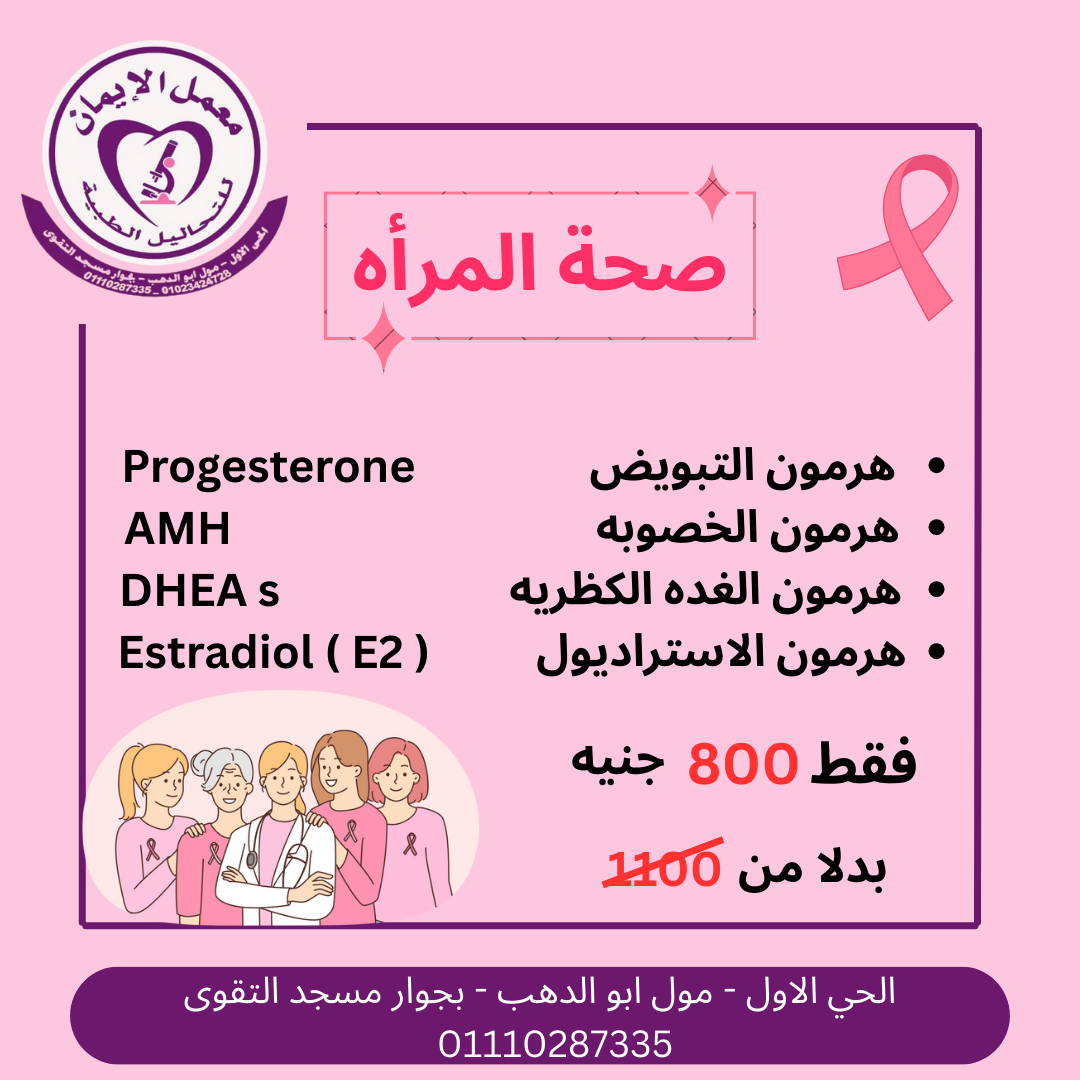 معمل الإيمان
للتحاليل الطبية
الحي الاول - مول ابو الدهب - بجوار مسجد التقوى
01110287335 _ 01023424728
صحة المرأه
هرمون التبويض Progesterone
هرمون الخصوبه AMH
هرمون الغده الكظريه DHEA s
هرمون الاستراديول Estradiol ( E2 )
فقط 800 جنيه
بدلا من 1100
الحي الاول - مول ابو الدهب - بجوار مسجد التقوى
01110287335